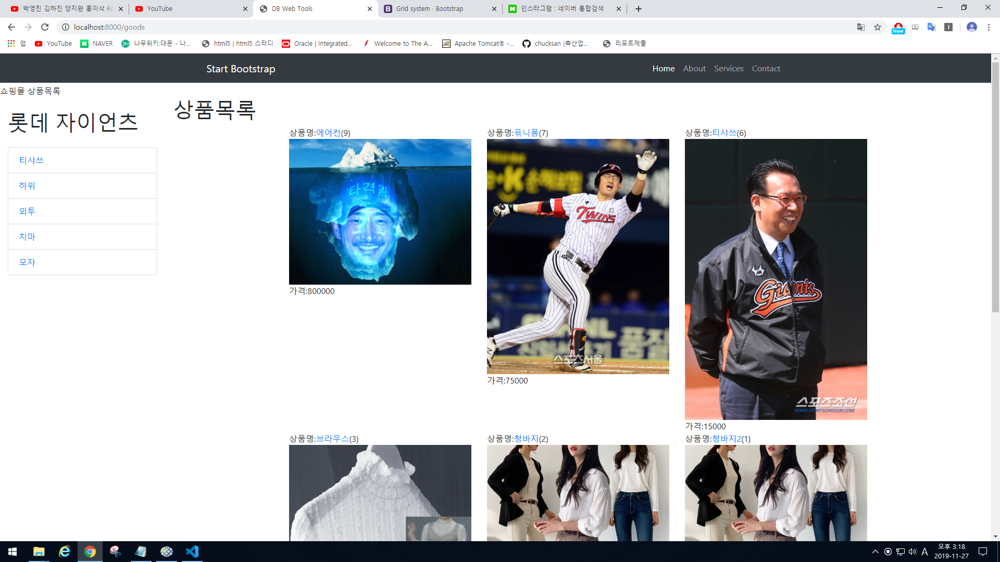 박영진 김하진 양지완 홍이삭 Ro
YouTube
DB Web Tools
Grid system · Bootstrap
인스타그램 : 네이버 통합검색
localhost:8000/goods
New
앱
YouTube
NAVER
나무위키:대문 - 나...
html5 | html5 스터디
Oracle | Integrated...
Welcome to The A...
Apache Tomcat® -...
chucksan (축산업...
리포트제출
Start Bootstrap
Home
About
Services
Contact
쇼핑몰 상품목록
롯데 자이언츠
티샤쓰
하위
외투
치마
모자
상품목록
상품명:에어컨(9)
타격왕
가격:800000
상품명:윾니폼(7)
TWINS
스포츠서울
가격:75000
상품명:티샤쓰(6)
Giants
스포츠조선
WWW.SPORTSCHOSUN.COM
가격:15000
상품명:브라우스(3)
상품명:청바지(2)
상품명:청바지2(1)
A
오후 3:18
2019-11-27